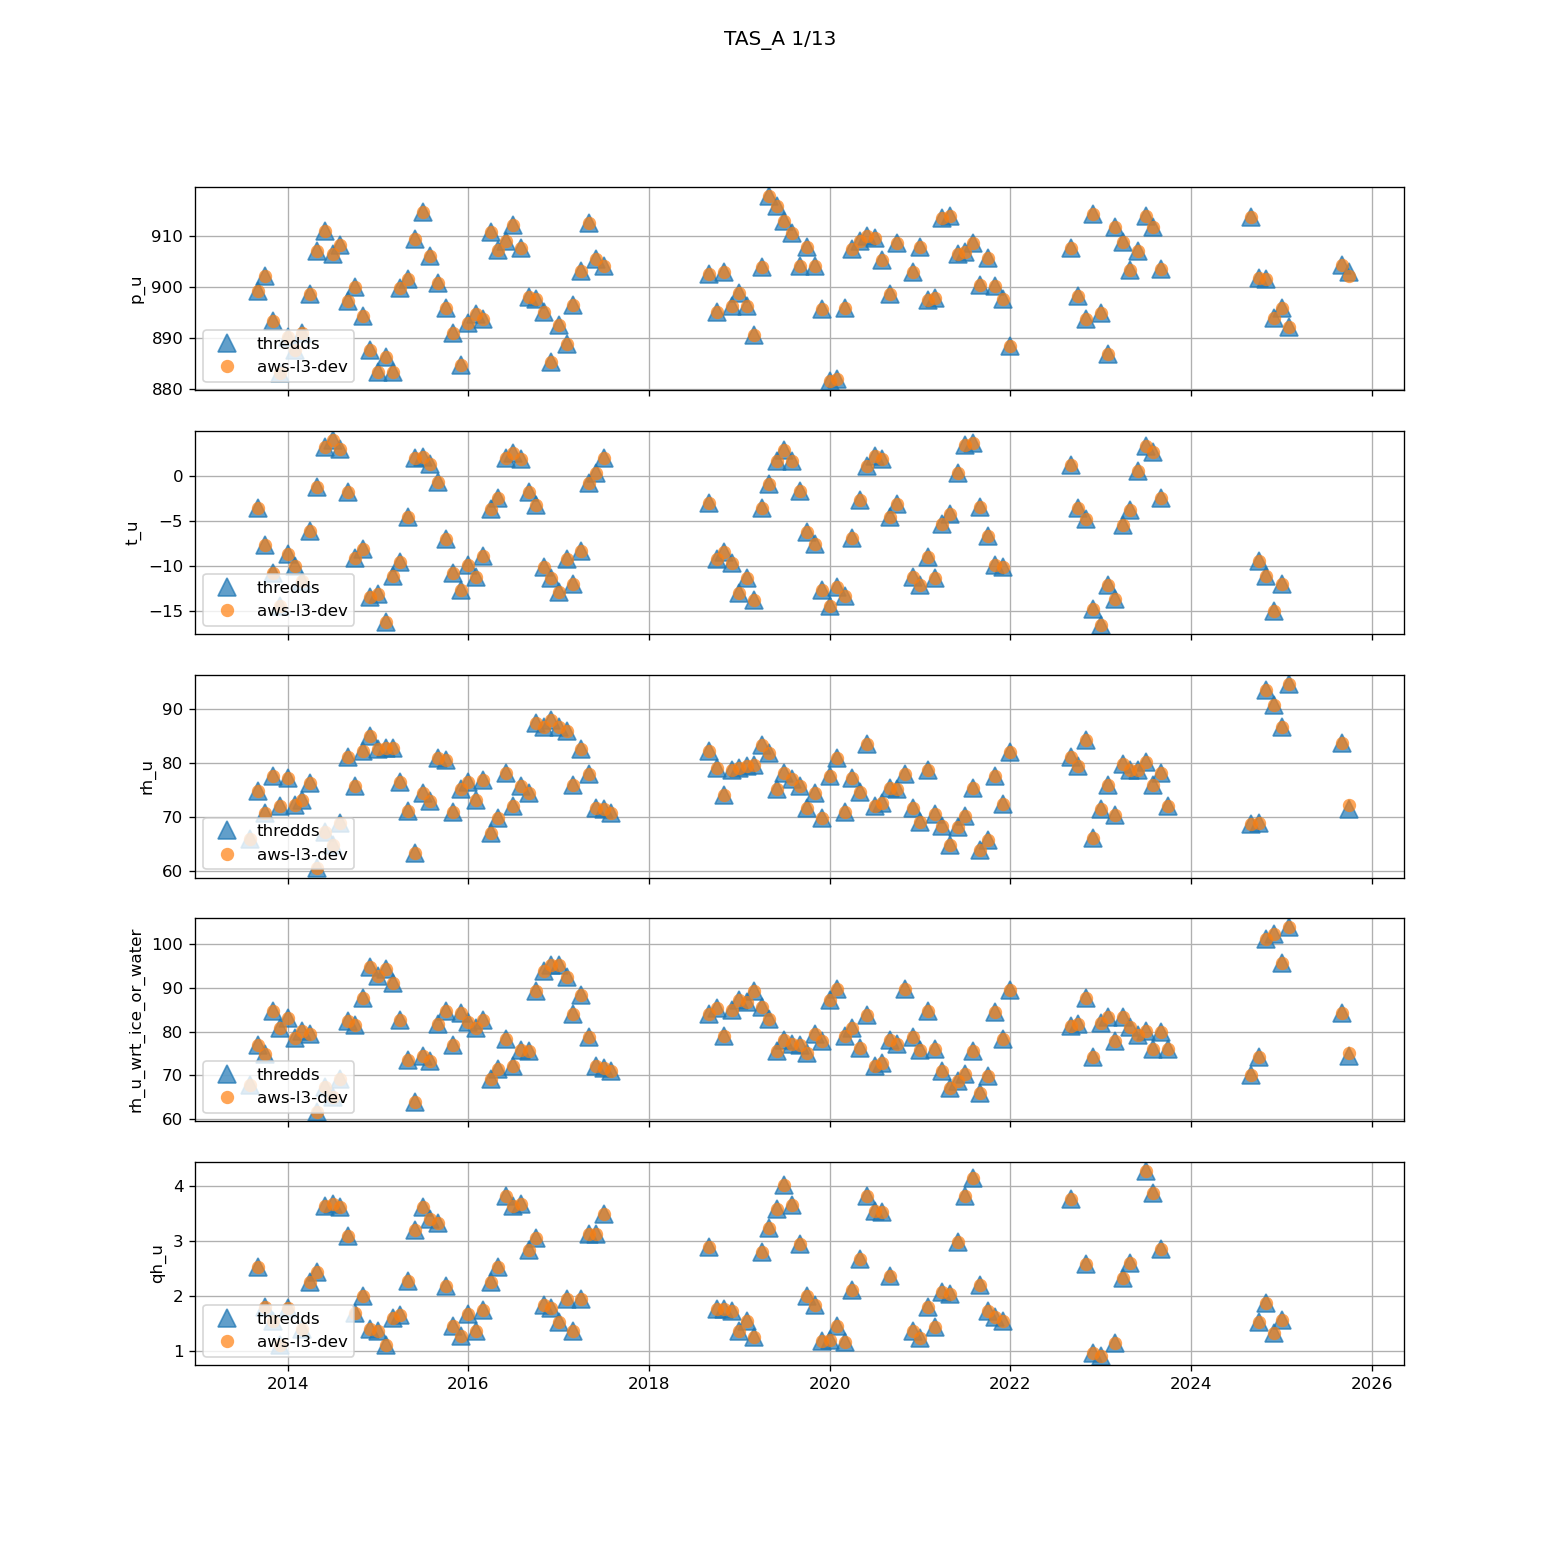 TAS_A 1/13
910
900
890
880
p_u
thredds
aws-l3-dev
0
−5
−10
−15
t_u
thredds
aws-l3-dev
90
80
70
60
rh_u
thredds
aws-l3-dev
100
90
80
70
60
rh_u_wrt_ice_or_water
thredds
aws-l3-dev
4
3
2
1
qh_u
thredds
aws-l3-dev
2014 2016 2018 2020 2022 2024 2026